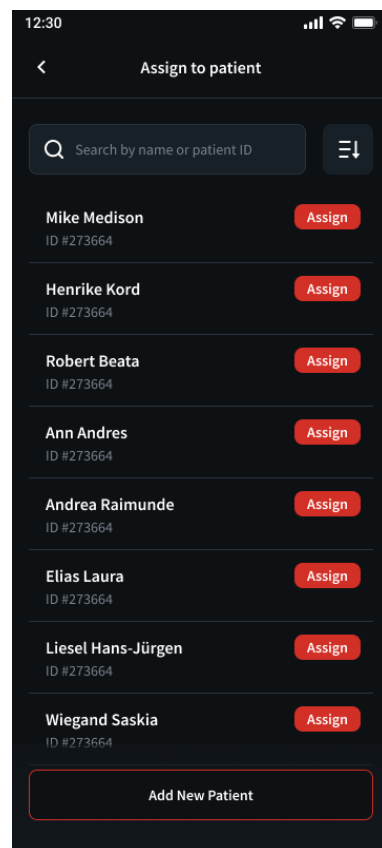 12:30
Assign to patient
Search by name or patient ID
Mike Medison
Assign
ID #273664
Henrike Kord
Assign
ID #273664
Robert Beata
Assign
ID #273664
Ann Andres
Assign
ID #273664
Andrea Raimunde
Assign
ID #273664
Elias Laura
Assign
ID #273664
Liesel Hans-Jürgen
Assign
ID #273664
Wiegand Saskia
Assign
ID #273664
Add New Patient